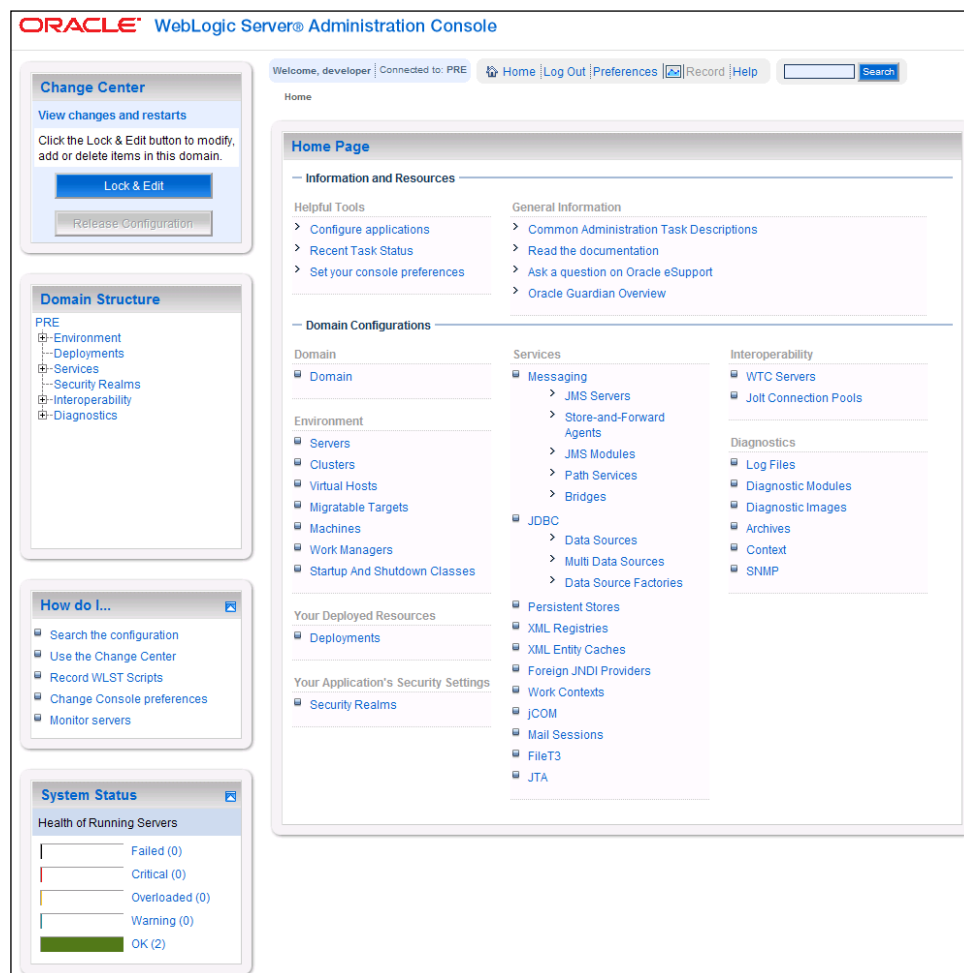 ORACLE WebLogic Server® Administration Console
Change Center
View changes and restarts
Click the Lock & Edit button to modify,
add or delete items in this domain.
Lock & Edit
Release Configuration
Domain Structure
PRE
Environment
Deployments
Services
Security Realms
Interoperability
Diagnostics
How do I...
Search the configuration
Use the Change Center
Record WLST Scripts
Change Console preferences
Monitor servers
System Status
Health of Running Servers
Failed (0)
Critical (0)
Overloaded (0)
Warning (0)
OK (2)
Welcome, developer Connected to: PRE Home Log Out Preferences Record Help Search
Home
Home Page
Information and Resources
Helpful Tools
Configure applications
Recent Task Status
Set your console preferences
General Information
Common Administration Task Descriptions
Read the documentation
Ask a question on Oracle eSupport
Oracle Guardian Overview
Domain Configurations
Domain
Domain
Environment
Servers
Clusters
Virtual Hosts
Migratable Targets
Machines
Work Managers
Startup And Shutdown Classes
Your Deployed Resources
Deployments
Your Application's Security Settings
Security Realms
Services
Messaging
JMS Servers
Store-and-Forward
Agents
JMS Modules
Path Services
Bridges
JDBC
Data Sources
Multi Data Sources
Data Source Factories
Persistent Stores
XML Registries
XML Entity Caches
Foreign JNDI Providers
Work Contexts
jCOM
Mail Sessions
FileT3
JTA
Interoperability
WTC Servers
Jolt Connection Pools
Diagnostics
Log Files
Diagnostic Modules
Diagnostic Images
Archives
Context
SNMP